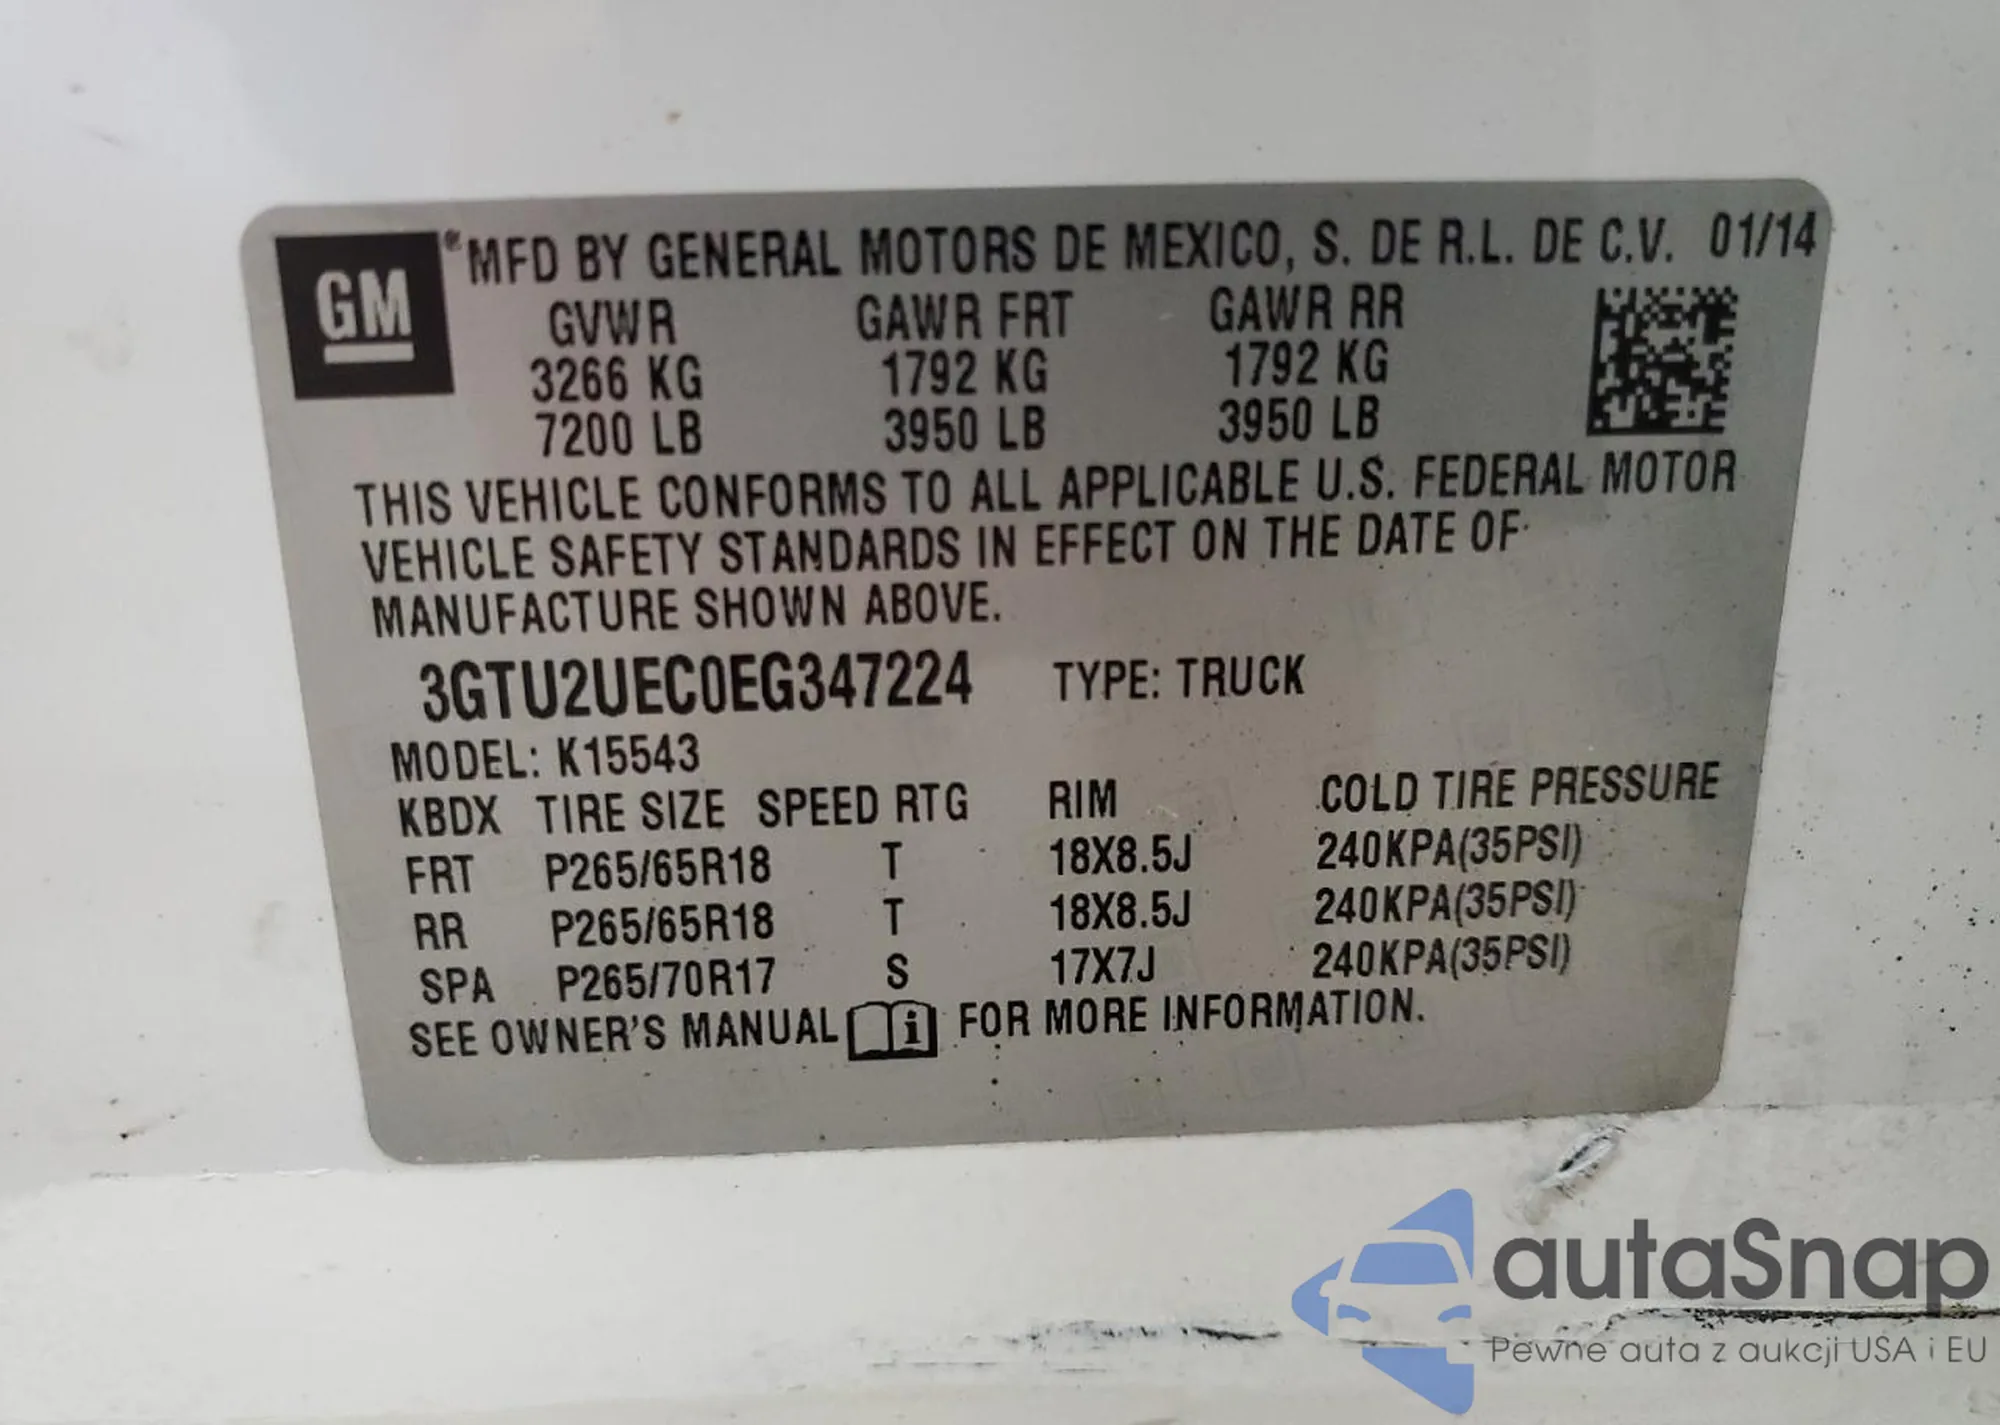 GM ® MFD BY GENERAL MOTORS DE MEXICO, S. DE R.L. DE C.V. 01/14
GVWR GAWR FRT GAWR RR
3266 KG 1792 KG 1792 KG
7200 LB 3950 LB 3950 LB
THIS VEHICLE CONFORMS TO ALL APPLICABLE U.S. FEDERAL MOTOR
VEHICLE SAFETY STANDARDS IN EFFECT ON THE DATE OF
MANUFACTURE SHOWN ABOVE.
3GTU2UEC0EG347224 TYPE: TRUCK
MODEL: K15543
KBDX TIRE SIZE SPEED RTG RIM COLD TIRE PRESSURE
FRT P265/65R18 T 18X8.5J 240KPA(35PSI)
RR P265/65R18 T 18X8.5J 240KPA(35PSI)
SPA P265/70R17 S 17X7J 240KPA(35PSI)
SEE OWNER'S MANUAL i FOR MORE INFORMATION.
autaSnap
Pewne auta z aukcji USA i EU